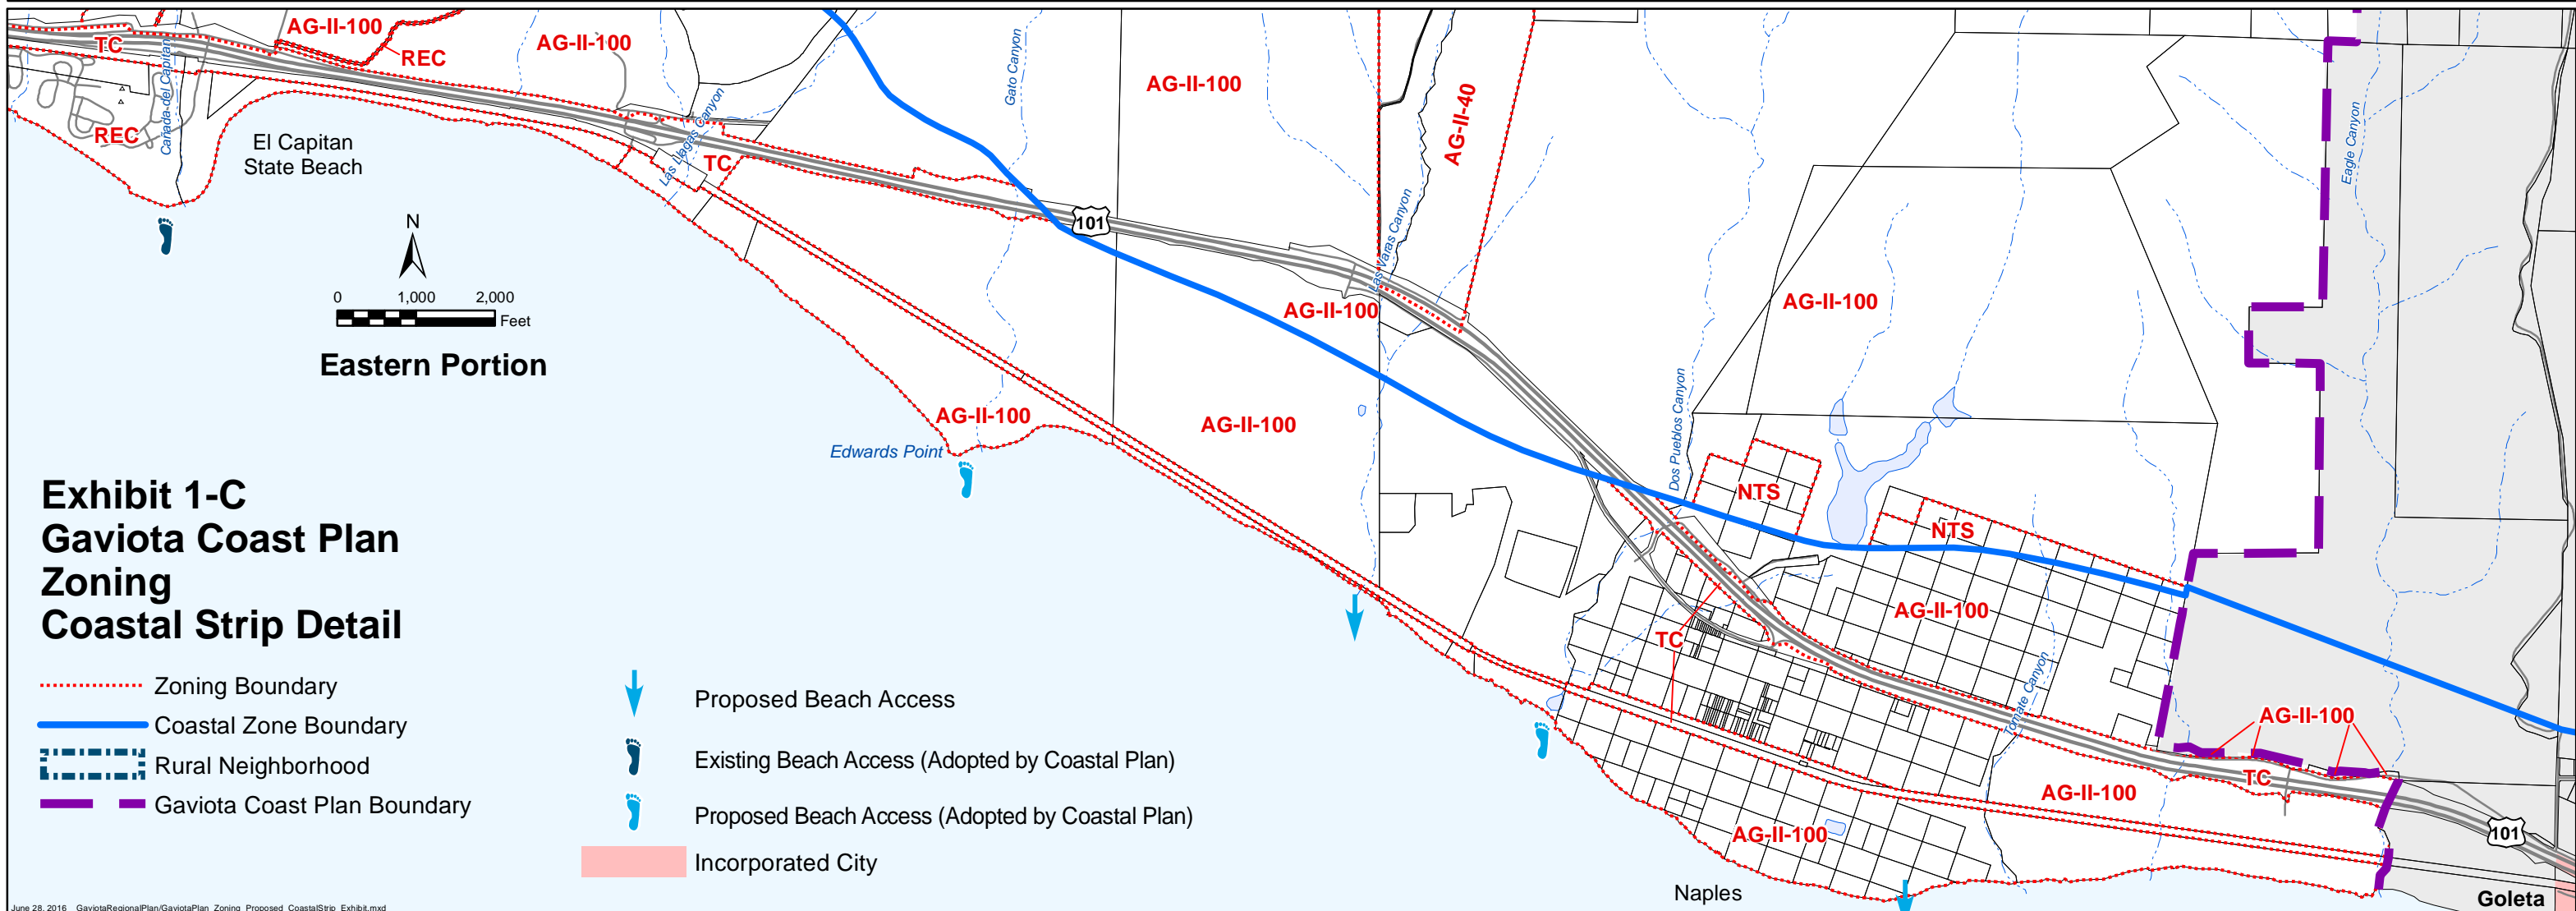 AG-II-100
TC
REC
AG-II-100
Cañada del Capitan
REC
El Capitan
State Beach
Las Llagas Canyon
TC
Gato Canyon
AG-II-100
AG-II-40
Eagle Canyon
N
0 1,000 2,000
Feet
Eastern Portion
101
Las Varas Canyon
AG-II-100
AG-II-100
AG-II-100
AG-II-100
Edwards Point
Dos Pueblos Canyon
NTS
NTS
AG-II-100
TC
Tomate Canyon
AG-II-100
TC
AG-II-100
AG-II-100
101
Naples
Goleta
Exhibit 1-C
Gaviota Coast Plan
Zoning
Coastal Strip Detail
Zoning Boundary
Coastal Zone Boundary
Rural Neighborhood
Gaviota Coast Plan Boundary
Proposed Beach Access
Existing Beach Access (Adopted by Coastal Plan)
Proposed Beach Access (Adopted by Coastal Plan)
Incorporated City
June 28, 2016 GaviotaRegionalPlan/GaviotaPlan_Zoning_Proposed_CoastalStrip_Exhibit.mxd